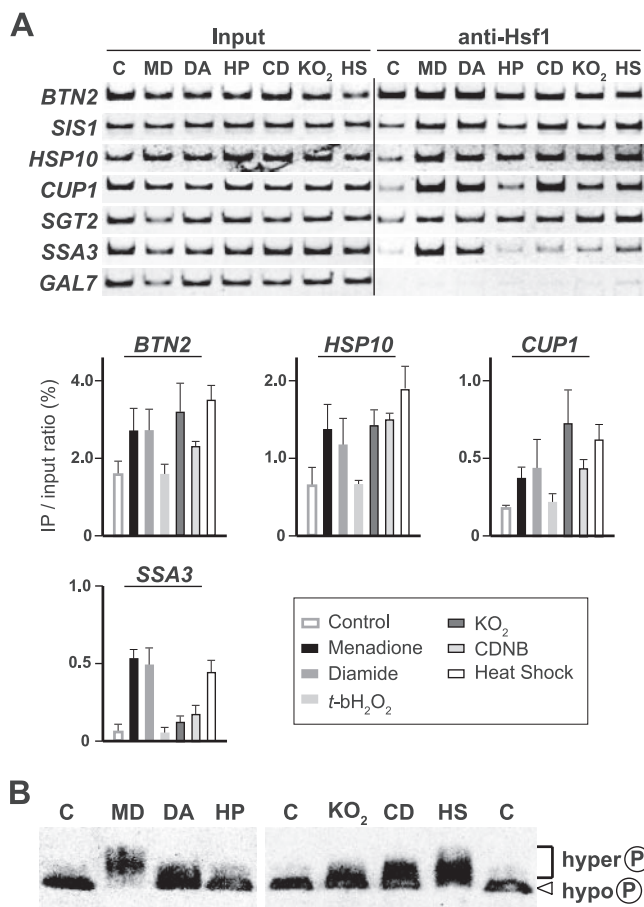 A
Input anti-Hsf1
C MD DA HP CD KO₂ HS C MD DA HP CD KO₂ HS
BTN2
SIS1
HSP10
CUP1
SGT2
SSA3
GAL7
BTN2 HSP10 CUP1
IP / input ratio (%)
4.0
2.0
0
2.0
1.0
0
1.0
0.5
0
SSA3
1.0
0.5
0
Control
Menadione
Diamide
t-bH₂O₂
KO₂
CDNB
Heat Shock
B
C MD DA HP C KO₂ CD HS C
hyper P
hypo P